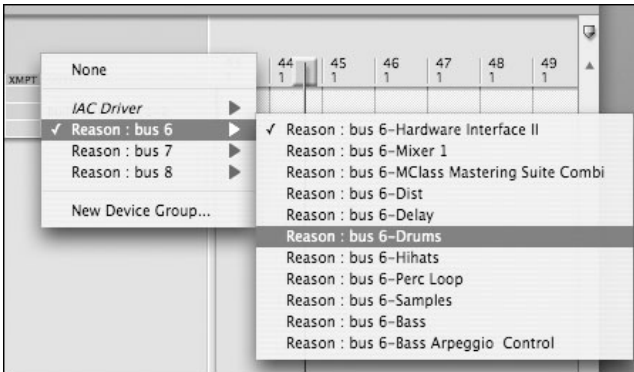 44 45 46 47 48 49
1 1 1 1 1 1
XMPT
None
IAC Driver
✓ Reason : bus 6
Reason : bus 7
Reason : bus 8
New Device Group...
✓ Reason : bus 6-Hardware Interface II
Reason : bus 6-Mixer 1
Reason : bus 6-MClass Mastering Suite Combi
Reason : bus 6-Dist
Reason : bus 6-Delay
Reason : bus 6-Drums
Reason : bus 6-Hihats
Reason : bus 6-Perc Loop
Reason : bus 6-Samples
Reason : bus 6-Bass
Reason : bus 6-Bass Arpeggio  Control